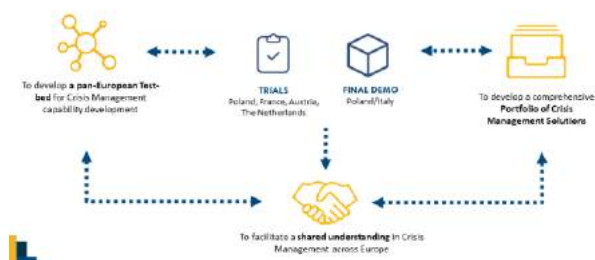 To develop a pan-European Test-
bed for Crisis Management
capability development
TRIALS
Poland, France, Austria,
The Netherlands
FINAL DEMO
Poland/Italy
To develop a comprehensive
Portfolio of Crisis
Management Solutions
To facilitate a shared understanding in Crisis
Management across Europe